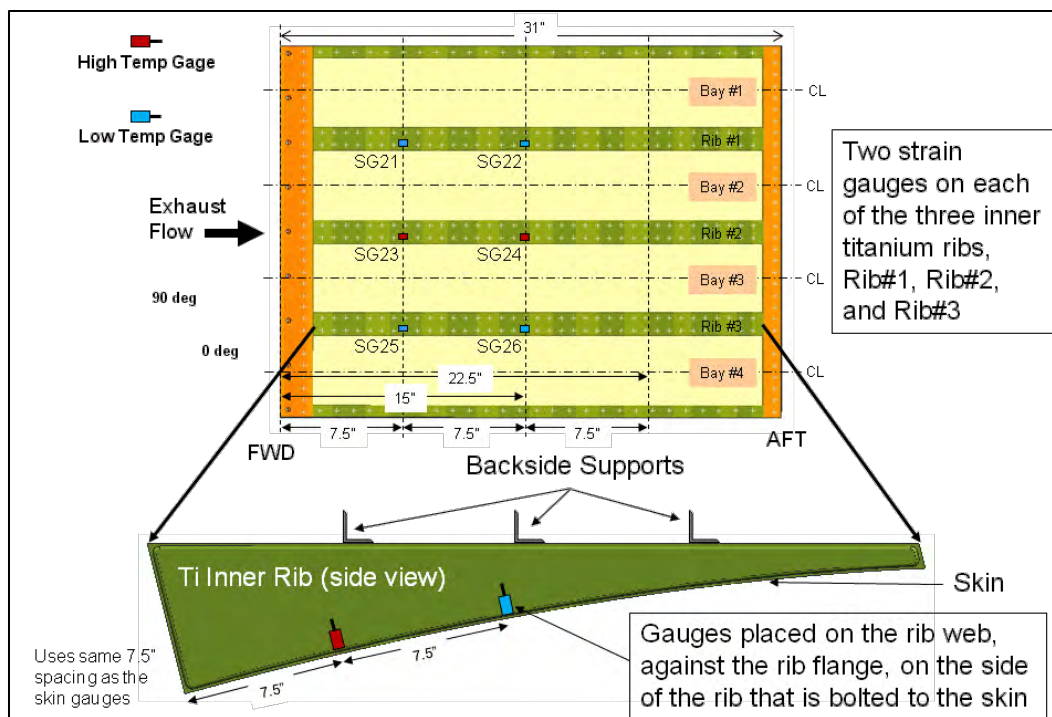 31"
High Temp Gage
Low Temp Gage
Exhaust
Flow
90 deg
0 deg
Bay #1
CL
Rib #1
SG21
SG22
Bay #2
CL
Rib #2
SG23
SG24
Bay #3
CL
Rib #3
SG25
SG26
Bay #4
CL
22.5"
15"
7.5"
7.5"
7.5"
FWD
AFT
Two strain
gauges on each
of the three inner
titanium ribs,
Rib#1, Rib#2,
and Rib#3
Backside Supports
Ti Inner Rib (side view)
Skin
Uses same 7.5"
spacing as the
skin gauges
7.5"
7.5"
Gauges placed on the rib web,
against the rib flange, on the side
of the rib that is bolted to the skin